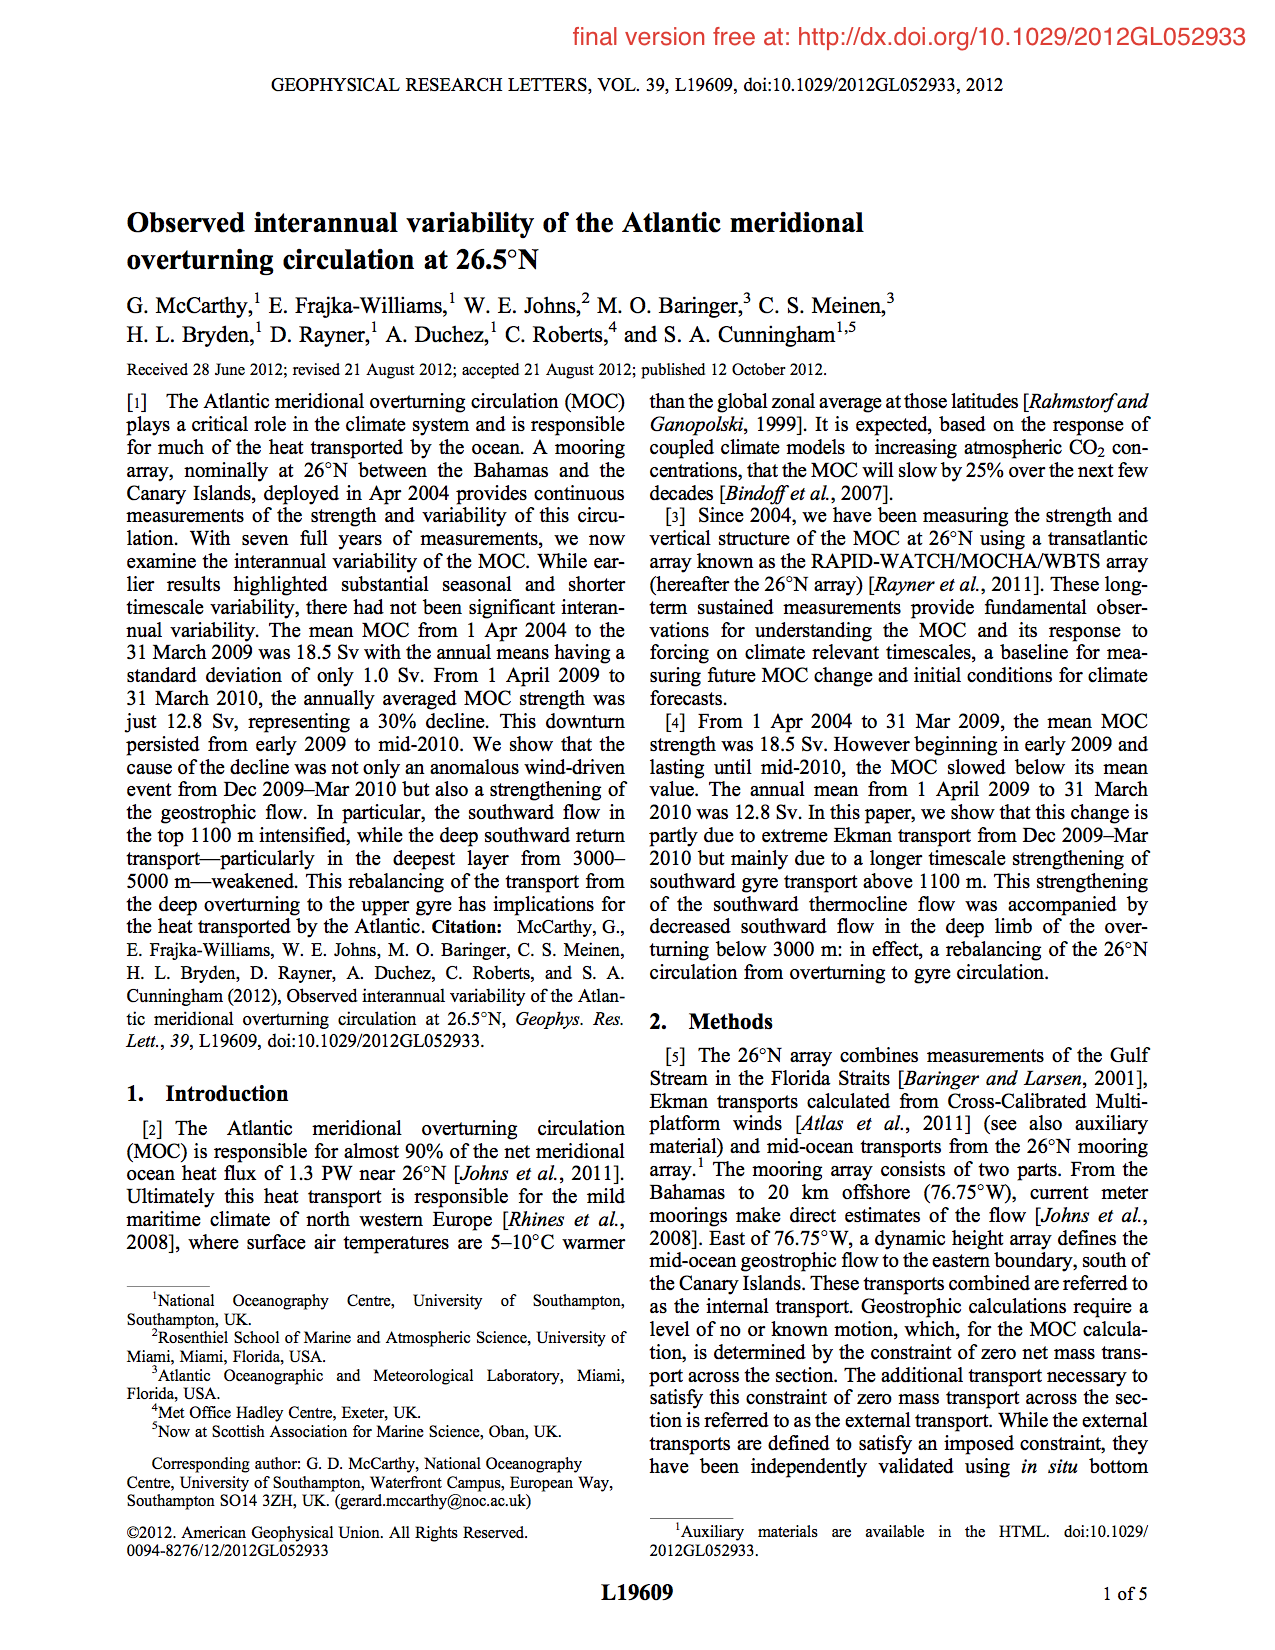 final version free at: http://dx.doi.org/10.1029/2012GL052933
GEOPHYSICAL RESEARCH LETTERS, VOL. 39, L19609, doi:10.1029/2012GL052933, 2012
Observed interannual variability of the Atlantic meridional
overturning circulation at 26.5°N
G. McCarthy,1 E. Frajka-Williams,1 W. E. Johns,2 M. O. Baringer,3 C. S. Meinen,3
H. L. Bryden,1 D. Rayner,1 A. Duchez,1 C. Roberts,4 and S. A. Cunningham1,5
Received 28 June 2012; revised 21 August 2012; accepted 21 August 2012; published 12 October 2012.
[1] The Atlantic meridional overturning circulation (MOC)
plays a critical role in the climate system and is responsible
for much of the heat transported by the ocean. A mooring
array, nominally at 26°N between the Bahamas and the
Canary Islands, deployed in Apr 2004 provides continuous
measurements of the strength and variability of this circu-
lation. With seven full years of measurements, we now
examine the interannual variability of the MOC. While ear-
lier results highlighted substantial seasonal and shorter
timescale variability, there had not been significant interan-
nual variability. The mean MOC from 1 Apr 2004 to the
31 March 2009 was 18.5 Sv with the annual means having a
standard deviation of only 1.0 Sv. From 1 April 2009 to
31 March 2010, the annually averaged MOC strength was
just 12.8 Sv, representing a 30% decline. This downturn
persisted from early 2009 to mid-2010. We show that the
cause of the decline was not only an anomalous wind-driven
event from Dec 2009–Mar 2010 but also a strengthening of
the geostrophic flow. In particular, the southward flow in
the top 1100 m intensified, while the deep southward return
transport—particularly in the deepest layer from 3000–
5000 m—weakened. This rebalancing of the transport from
the deep overturning to the upper gyre has implications for
the heat transported by the Atlantic. Citation: McCarthy, G.,
E. Frajka-Williams, W. E. Johns, M. O. Baringer, C. S. Meinen,
H. L. Bryden, D. Rayner, A. Duchez, C. Roberts, and S. A.
Cunningham (2012), Observed interannual variability of the Atlan-
tic meridional overturning circulation at 26.5°N, Geophys. Res.
Lett., 39, L19609, doi:10.1029/2012GL052933.
1. Introduction
[2] The Atlantic meridional overturning circulation
(MOC) is responsible for almost 90% of the net meridional
ocean heat flux of 1.3 PW near 26°N [Johns et al., 2011].
Ultimately this heat transport is responsible for the mild
maritime climate of north western Europe [Rhines et al.,
2008], where surface air temperatures are 5–10°C warmer
1National Oceanography Centre, University of Southampton,
Southampton, UK.
2Rosenthiel School of Marine and Atmospheric Science, University of
Miami, Miami, Florida, USA.
3Atlantic Oceanographic and Meteorological Laboratory, Miami,
Florida, USA.
4Met Office Hadley Centre, Exeter, UK.
5Now at Scottish Association for Marine Science, Oban, UK.
Corresponding author: G. D. McCarthy, National Oceanography
Centre, University of Southampton, Waterfront Campus, European Way,
Southampton SO14 3ZH, UK. (gerard.mccarthy@noc.ac.uk)
©2012. American Geophysical Union. All Rights Reserved.
0094-8276/12/2012GL052933
than the global zonal average at those latitudes [Rahmstorf and
Ganopolski, 1999]. It is expected, based on the response of
coupled climate models to increasing atmospheric CO2 con-
centrations, that the MOC will slow by 25% over the next few
decades [Bindoff et al., 2007].
[3] Since 2004, we have been measuring the strength and
vertical structure of the MOC at 26°N using a transatlantic
array known as the RAPID-WATCH/MOCHA/WBTS array
(hereafter the 26°N array) [Rayner et al., 2011]. These long-
term sustained measurements provide fundamental obser-
vations for understanding the MOC and its response to
forcing on climate relevant timescales, a baseline for mea-
suring future MOC change and initial conditions for climate
forecasts.
[4] From 1 Apr 2004 to 31 Mar 2009, the mean MOC
strength was 18.5 Sv. However beginning in early 2009 and
lasting until mid-2010, the MOC slowed below its mean
value. The annual mean from 1 April 2009 to 31 March
2010 was 12.8 Sv. In this paper, we show that this change is
partly due to extreme Ekman transport from Dec 2009–Mar
2010 but mainly due to a longer timescale strengthening of
southward gyre transport above 1100 m. This strengthening
of the southward thermocline flow was accompanied by
decreased southward flow in the deep limb of the over-
turning below 3000 m: in effect, a rebalancing of the 26°N
circulation from overturning to gyre circulation.
2. Methods
[5] The 26°N array combines measurements of the Gulf
Stream in the Florida Straits [Baringer and Larsen, 2001],
Ekman transports calculated from Cross-Calibrated Multi-
platform winds [Atlas et al., 2011] (see also auxiliary
material) and mid-ocean transports from the 26°N mooring
array.1 The mooring array consists of two parts. From the
Bahamas to 20 km offshore (76.75°W), current meter
moorings make direct estimates of the flow [Johns et al.,
2008]. East of 76.75°W, a dynamic height array defines the
mid-ocean geostrophic flow to the eastern boundary, south of
the Canary Islands. These transports combined are referred to
as the internal transport. Geostrophic calculations require a
level of no or known motion, which, for the MOC calcula-
tion, is determined by the constraint of zero net mass trans-
port across the section. The additional transport necessary to
satisfy this constraint of zero mass transport across the sec-
tion is referred to as the external transport. While the external
transports are defined to satisfy an imposed constraint, they
have been independently validated using in situ bottom
1Auxiliary materials are available in the HTML. doi:10.1029/
2012GL052933.
L19609
1 of 5